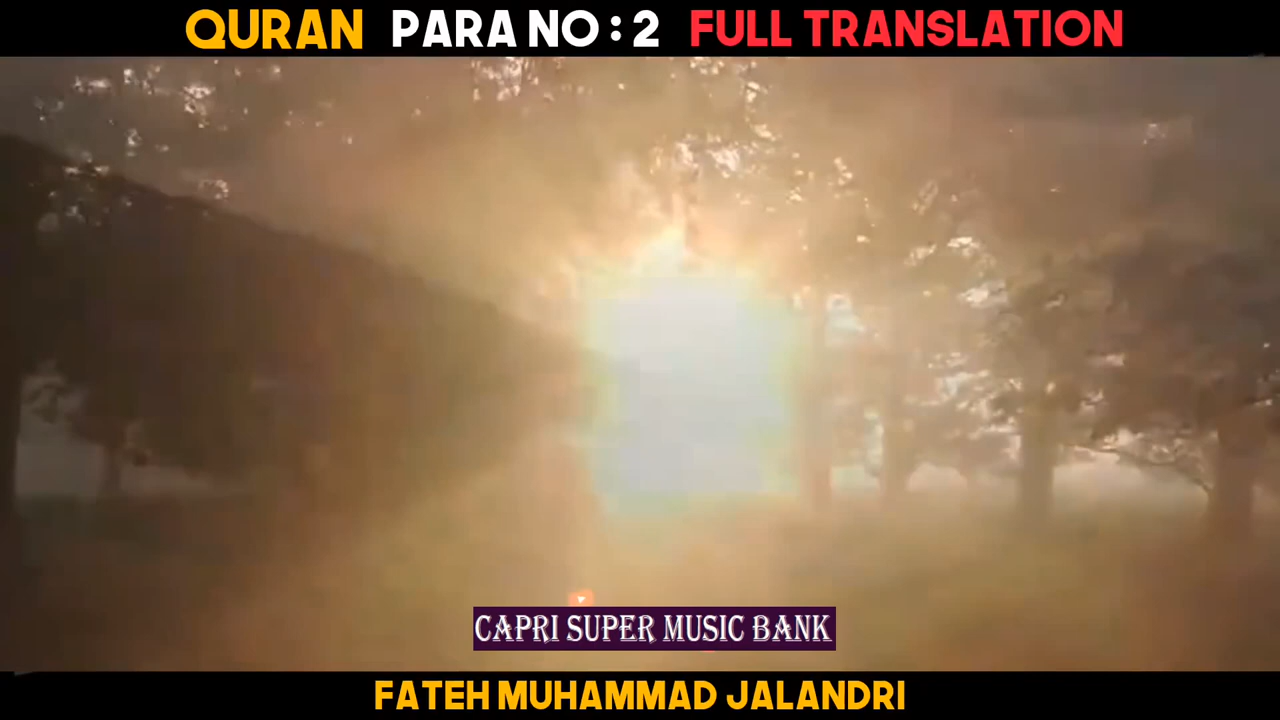 QURAN PARA NO : 2 FULL TRANSLATION
CAPRI SUPER MUSIC BANK
FATEH MUHAMMAD JALANDRI